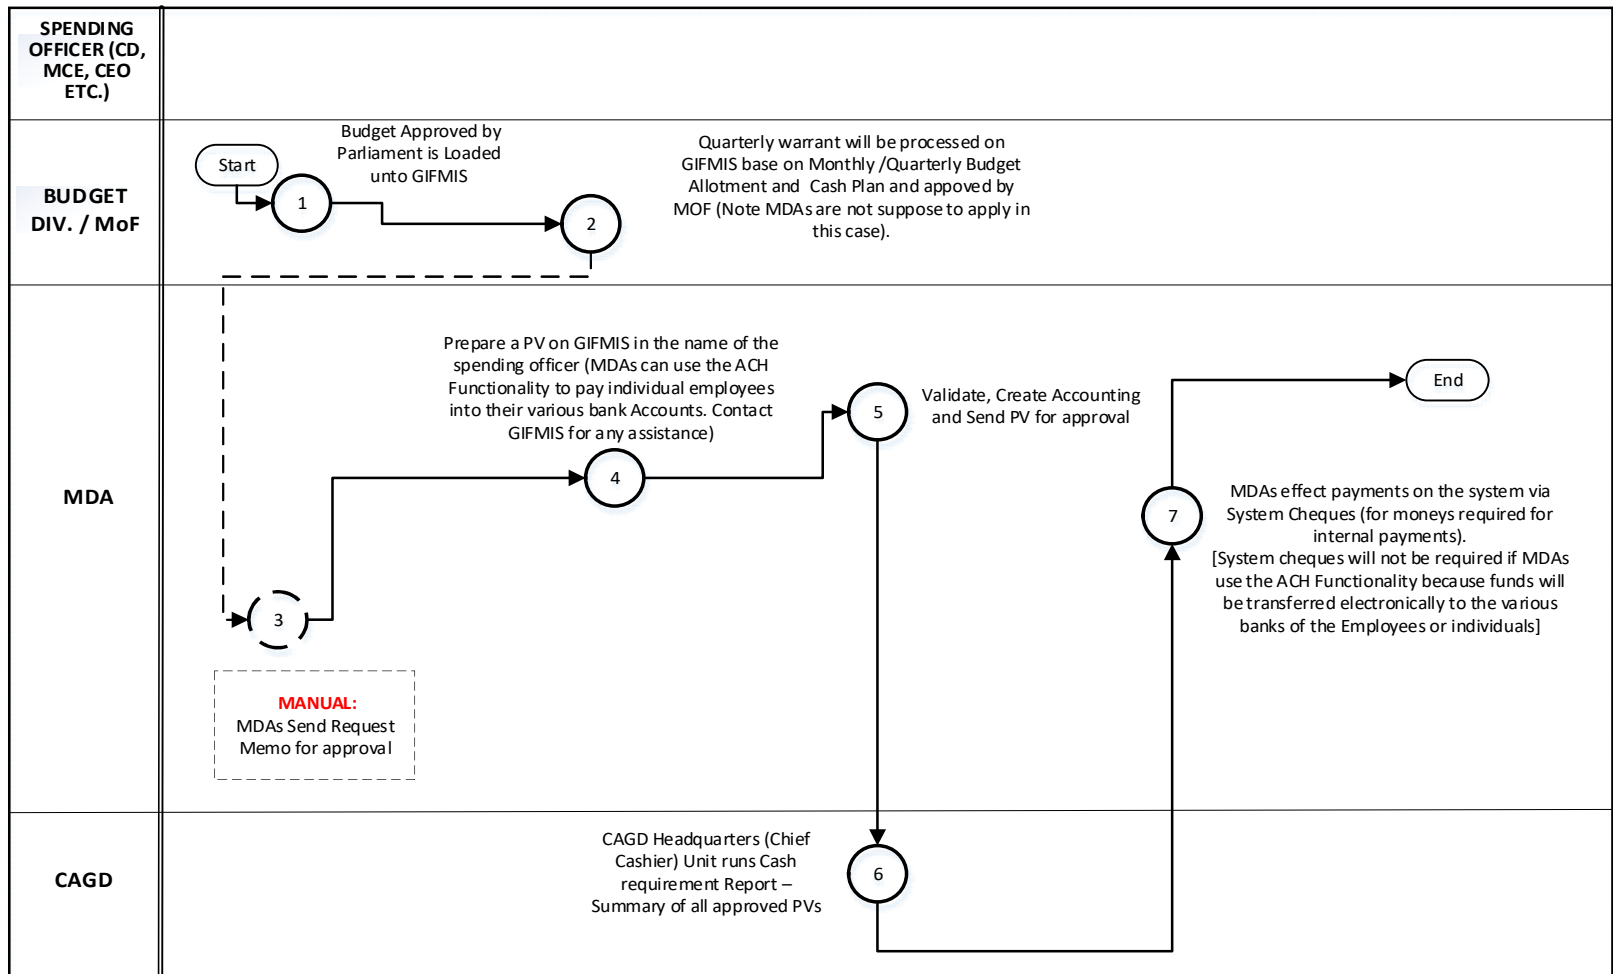 SPENDING
OFFICER (CD,
MCE, CEO
ETC.)
BUDGET
DIV. / MoF
Start
Budget Approved by
Parliament is Loaded
unto GIFMIS
1
2
Quarterly warrant will be processed on
GIFMIS base on Monthly /Quarterly Budget
Allotment and Cash Plan and appoved by
MOF (Note MDAs are not suppose to apply in
this case).
MDA
Prepare a PV on GIFMIS in the name of the
spending officer (MDAs can use the ACH
Functionality to pay individual employees
into their various bank Accounts. Contact
GIFMIS for any assistance)
3
MANUAL:
MDAs Send Request
Memo for approval
4
5
Validate, Create Accounting
and Send PV for approval
End
7
MDAs effect payments on the system via
System Cheques (for moneys required for
internal payments).
[System cheques will not be required if MDAs
use the ACH Functionality because funds will
be transferred electronically to the various
banks of the Employees or individuals]
CAGD
CAGD Headquarters (Chief
Cashier) Unit runs Cash
requirement Report –
Summary of all approved PVs
6